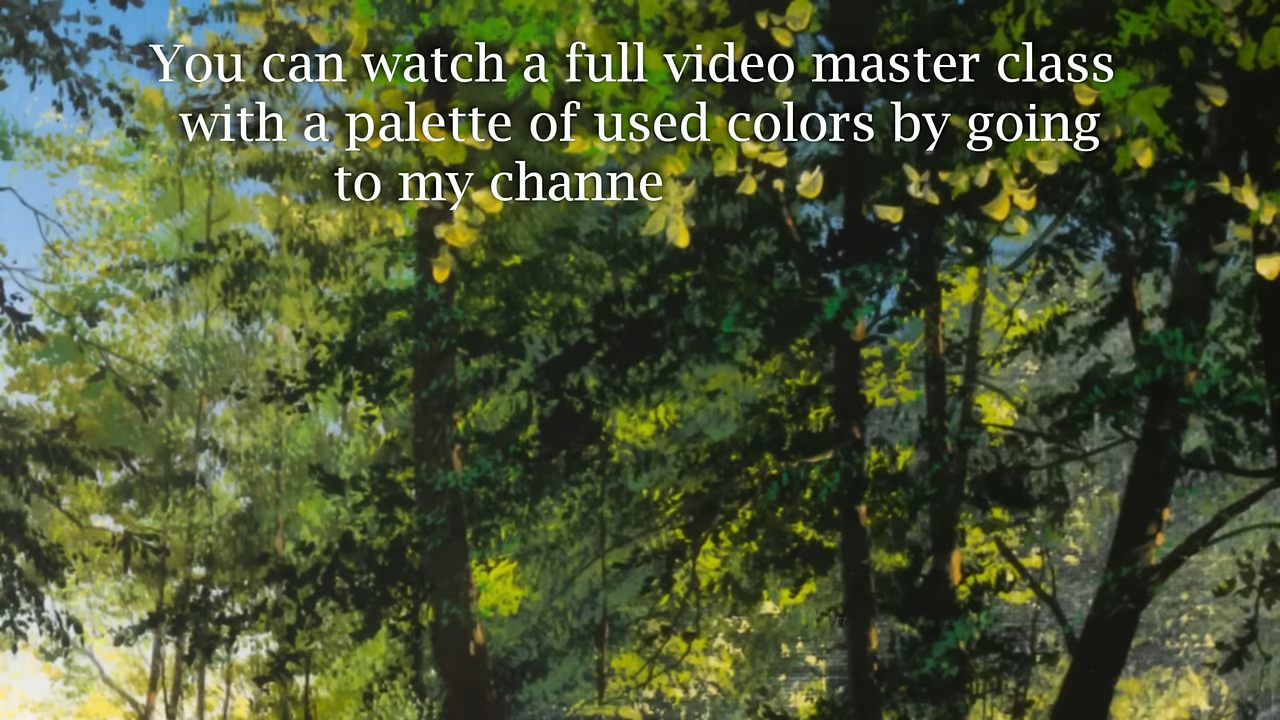 You can watch a full video master class
with a palette of used colors by going
to my channe